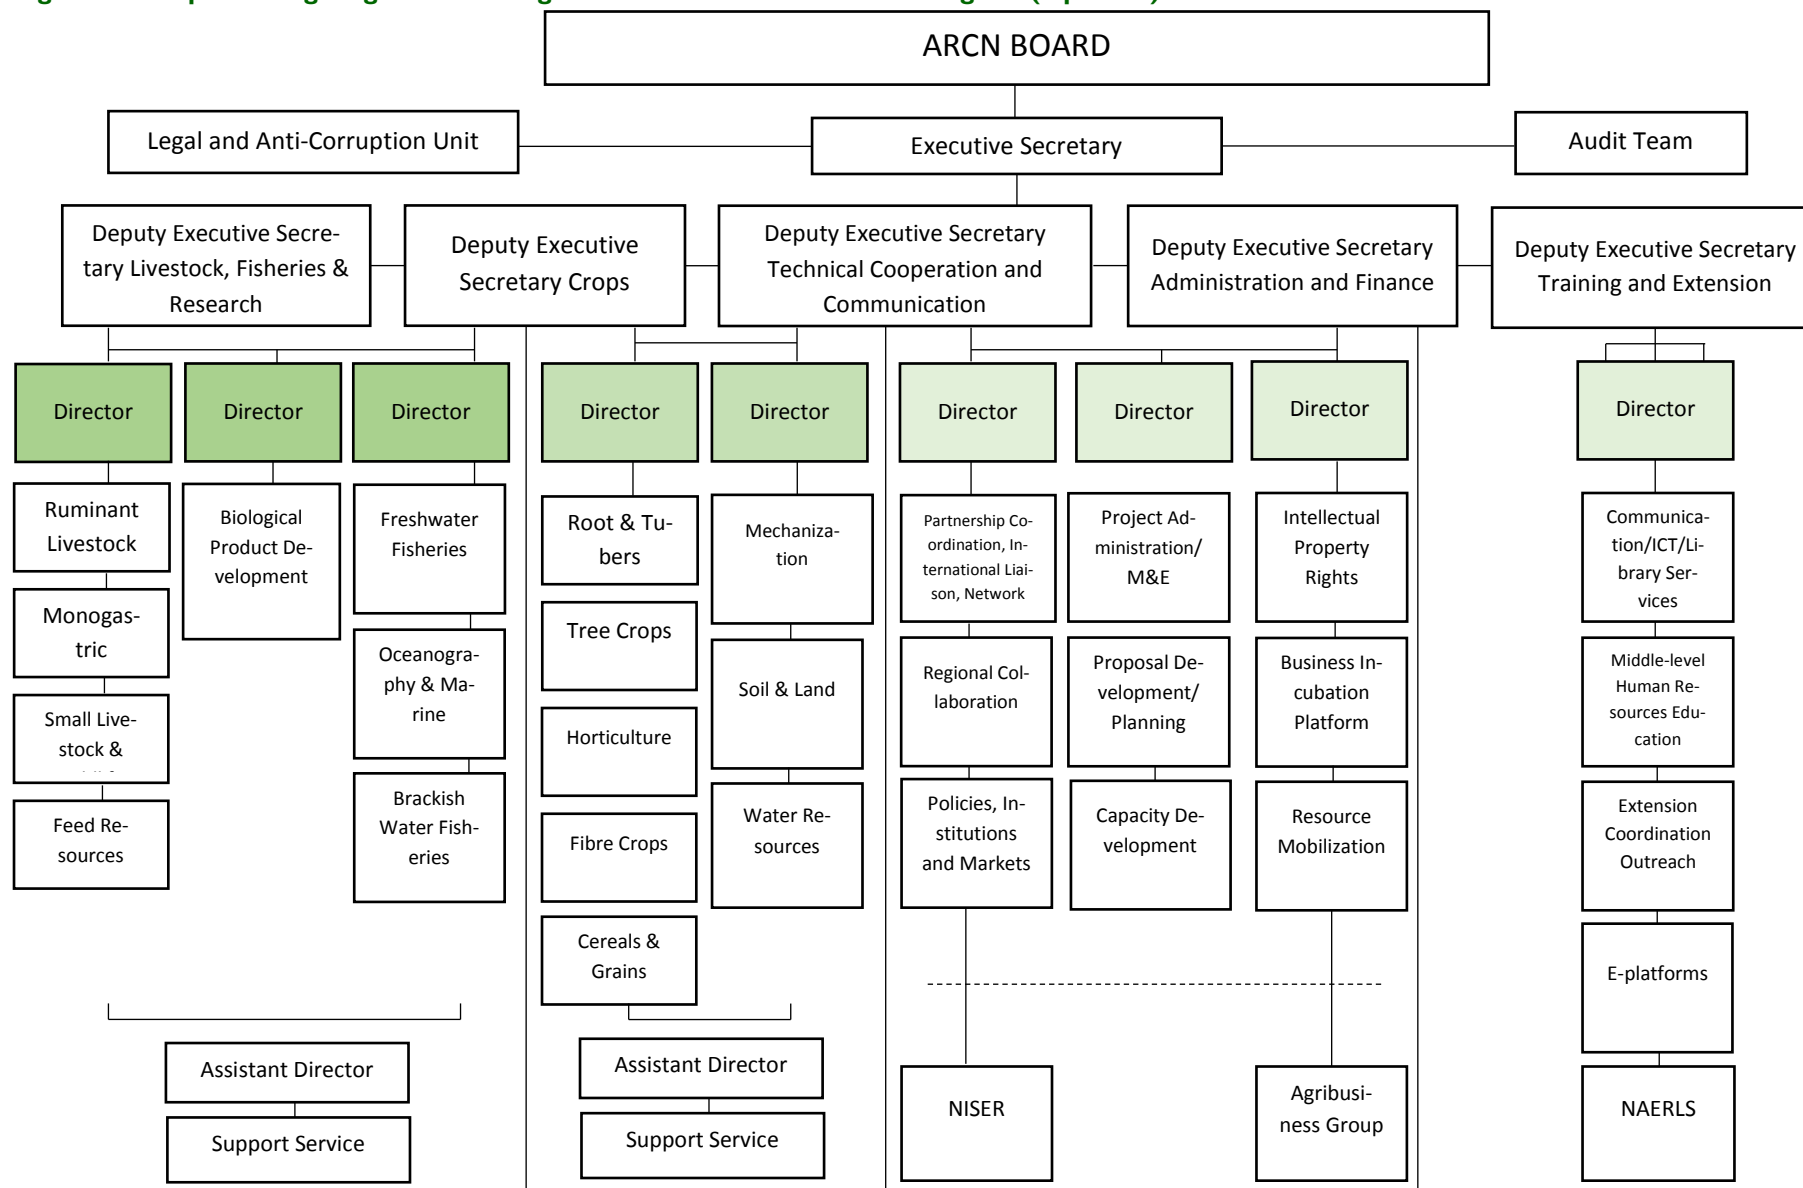 ARCN BOARD
Legal and Anti-Corruption Unit
Executive Secretary
Audit Team
Deputy Executive Secre-
tary Livestock, Fisheries &
Research
Deputy Executive
Secretary Crops
Deputy Executive Secretary
Technical Cooperation and
Communication
Deputy Executive Secretary
Administration and Finance
Deputy Executive Secretary
Training and Extension
Director
Director
Director
Director
Director
Director
Director
Director
Director
Ruminant
Livestock
Monogas-
tric
Small Live-
stock &
Feed Re-
sources
Biological
Product De-
velopment
Freshwater
Fisheries
Oceanogra-
phy & Ma-
rine
Brackish
Water Fish-
eries
Root & Tu-
bers
Tree Crops
Horticulture
Fibre Crops
Cereals &
Grains
Mechaniza-
tion
Soil & Land
Water Re-
sources
Partnership Co-
ordination, In-
ternational Liai-
son, Network
Regional Col-
laboration
Policies, In-
stitutions
and Markets
Project Ad-
ministration/
M&E
Proposal De-
velopment/
Planning
Capacity De-
velopment
Intellectual
Property
Rights
Business In-
cubation
Platform
Resource
Mobilization
Communica-
tion/ICT/Li-
brary Ser-
vices
Middle-level
Human Re-
sources Edu-
cation
Extension
Coordination
Outreach
E-platforms
Assistant Director
Support Service
Assistant Director
Support Service
NISER
Agribusi-
ness Group
NAERLS